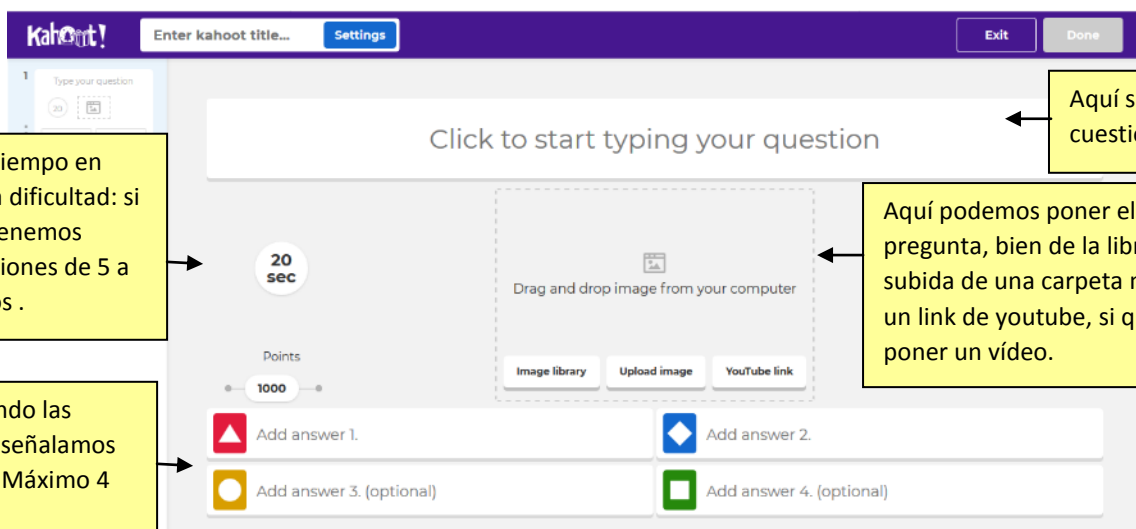 Kahoot!
Enter kahoot title...
Settings
Exit
Done
1
Type your question
20
Click to start typing your question
Aquí
iempo en
dificultad: si
enemos
iones de 5 a
os .
20
sec
Drag and drop image from your computer
Image library
Upload image
YouTube link
Points
1000
Aquí podemos poner el
pregunta, bien de la
subida de una carpeta
un link de youtube, si
poner un vídeo.
ndo las
señalamos
Máximo 4
Add answer 1.
Add answer 2.
Add answer 3. (optional)
Add answer 4. (optional)